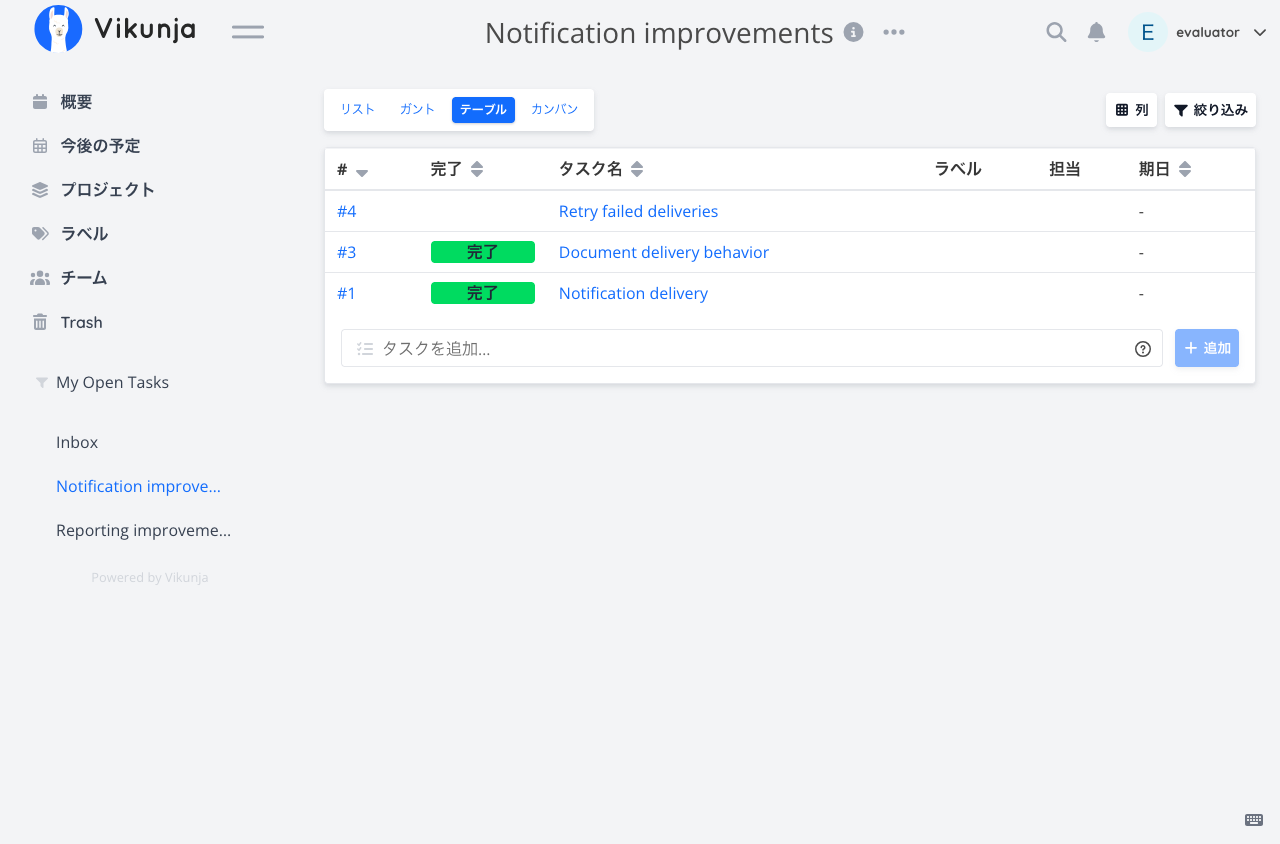 Vikunja
Notification improvements
E evaluator
概要
今後の予定
プロジェクト
ラベル
チーム
Trash
My Open Tasks
Inbox
Notification improve...
Reporting improveme...
Powered by Vikunja
リスト ガント テーブル カンバン
列 絞り込み
# 完了 タスク名 ラベル 担当 期日
#4 Retry failed deliveries -
#3 完了 Document delivery behavior -
#1 完了 Notification delivery -
タスクを追加... + 追加